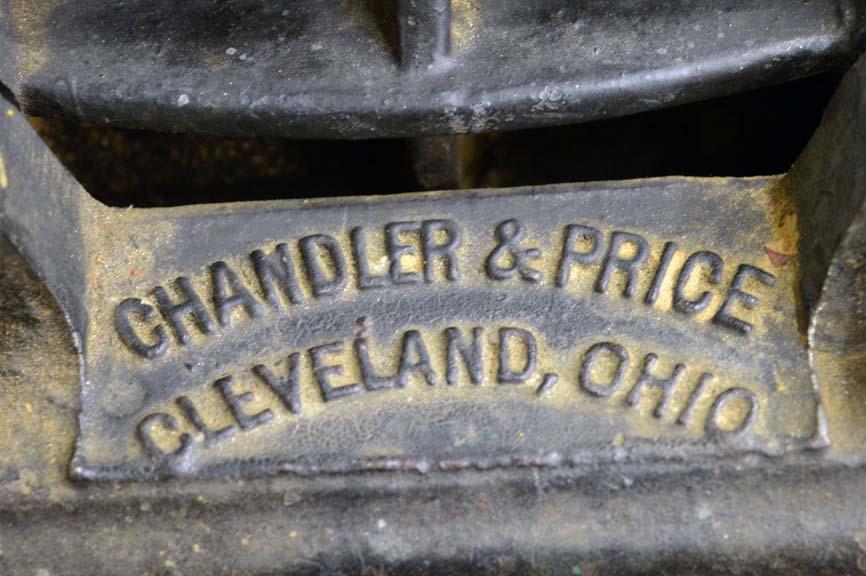 CHANDLER & PRICE
CLEVELAND, OHIO